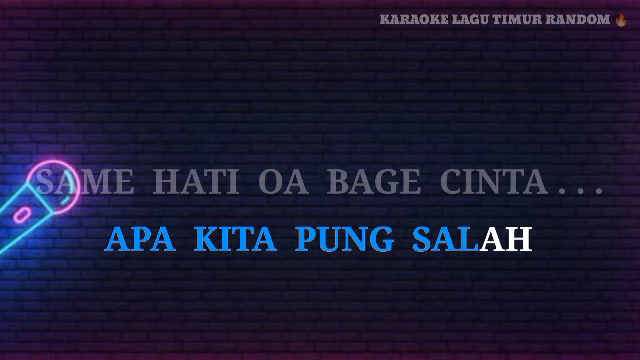 KARAOKE LAGU TIMUR RANDOM 🔥
SAME HATI OA BAGE CINTA . . .
APA KITA PUNG SALAH